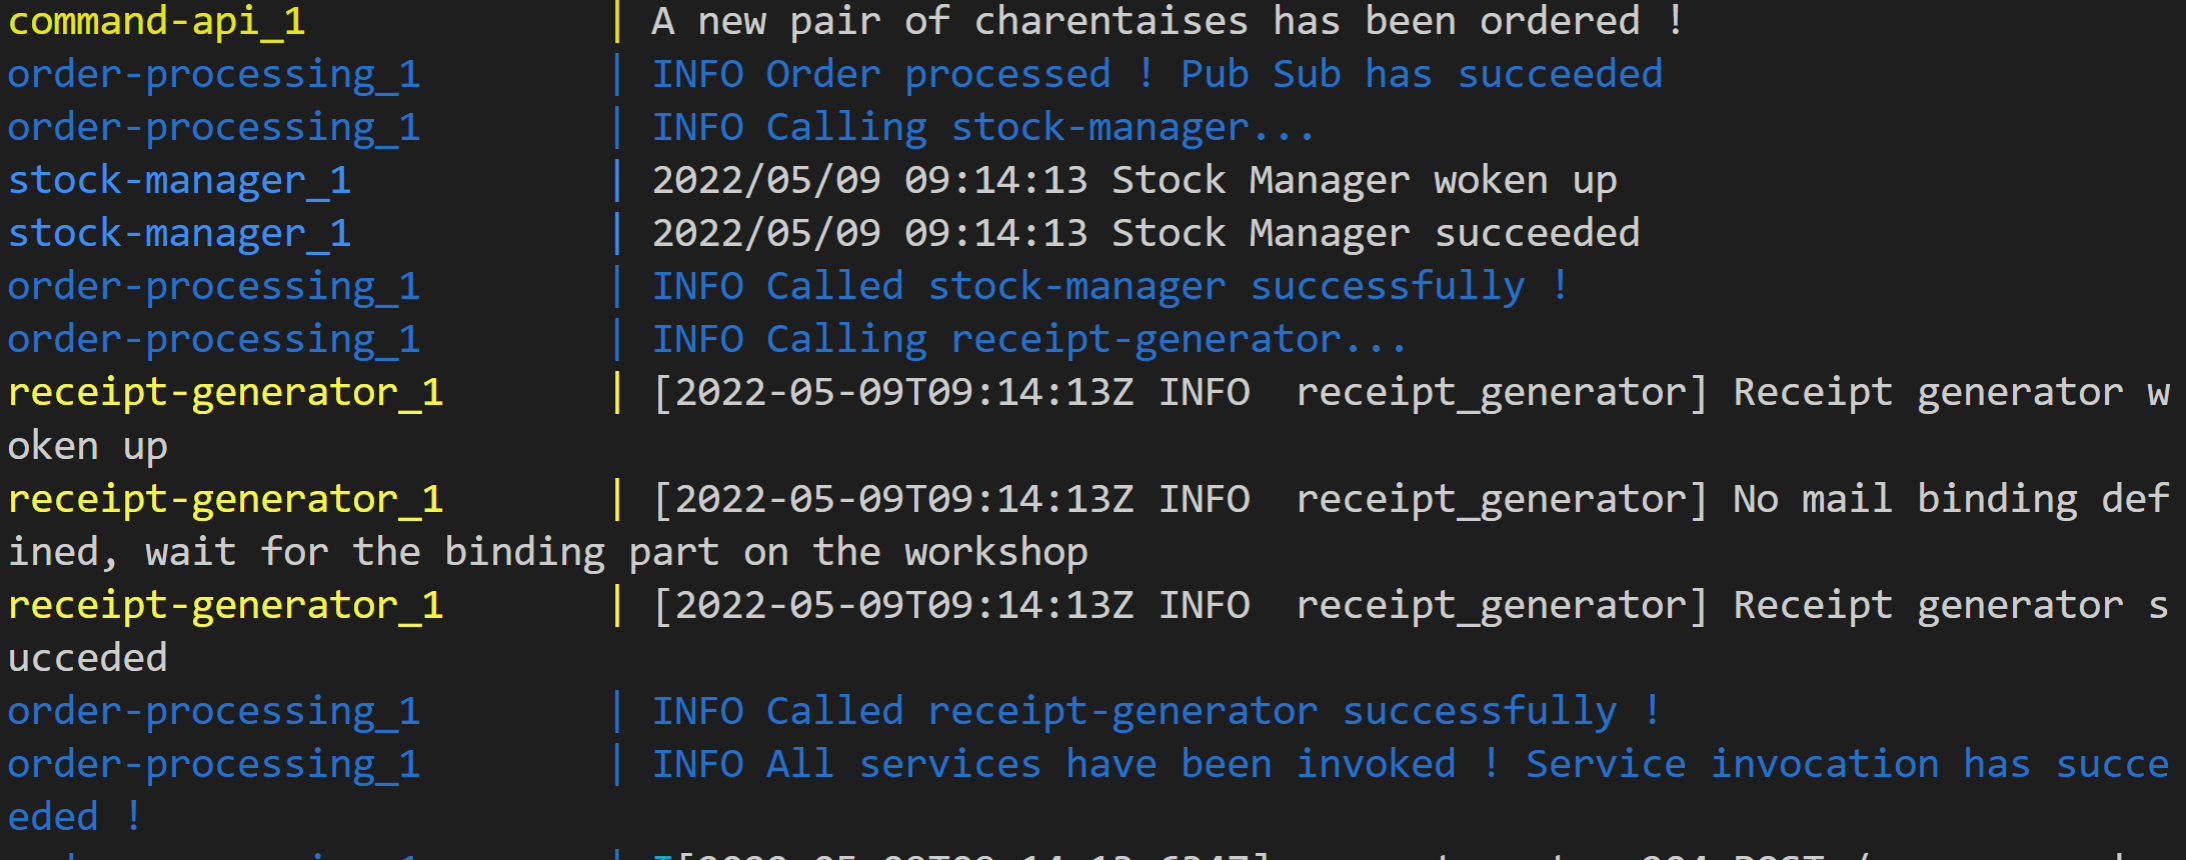 command-api_1 | A new pair of charentaises has been ordered !
order-processing_1 | INFO Order processed ! Pub Sub has succeeded
order-processing_1 | INFO Calling stock-manager...
stock-manager_1 | 2022/05/09 09:14:13 Stock Manager woken up
stock-manager_1 | 2022/05/09 09:14:13 Stock Manager succeeded
order-processing_1 | INFO Called stock-manager successfully !
order-processing_1 | INFO Calling receipt-generator...
receipt-generator_1 | [2022-05-09T09:14:13Z INFO  receipt_generator] Receipt generator w
oken up
receipt-generator_1 | [2022-05-09T09:14:13Z INFO  receipt_generator] No mail binding def
ined, wait for the binding part on the workshop
receipt-generator_1 | [2022-05-09T09:14:13Z INFO  receipt_generator] Receipt generator s
ucceded
order-processing_1 | INFO Called receipt-generator successfully !
order-processing_1 | INFO All services have been invoked ! Service invocation has succe
eded !